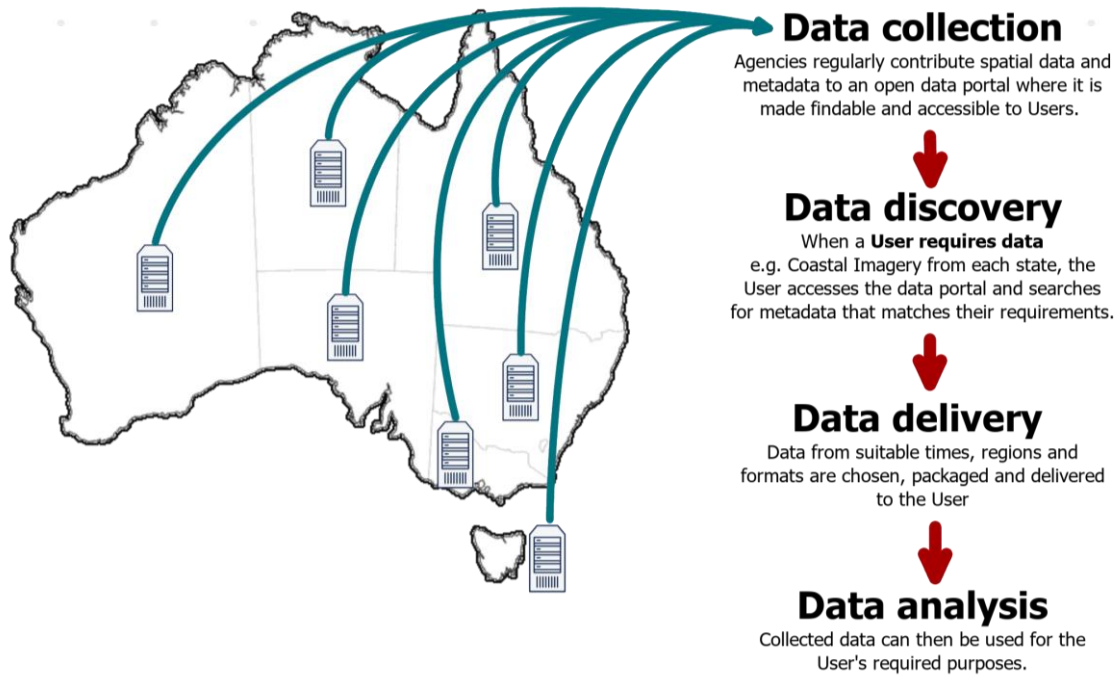 Data collection
Agencies regularly contribute spatial data and
metadata to an open data portal where it is
made findable and accessible to Users.
Data discovery
When a User requires data
e.g. Coastal Imagery from each state, the
User accesses the data portal and searches
for metadata that matches their requirements.
Data delivery
Data from suitable times, regions and
formats are chosen, packaged and delivered
to the User
Data analysis
Collected data can then be used for the
User's required purposes.